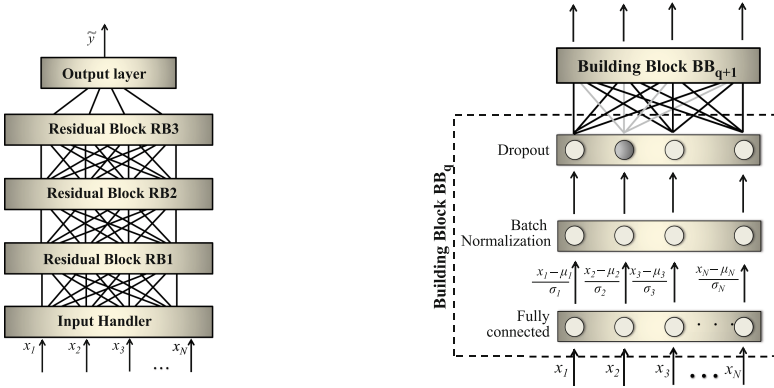 ỹ
Output layer
Residual Block RB3
Residual Block RB2
Residual Block RB1
Input Handler
x1 x2 x3 ... xN
Building Block BBq+1
Building Block BBq
Dropout
Batch
Normalization
x1−μ1/σ1 x2−μ2/σ2 x3−μ3/σ3 xN−μN/σN
Fully
connected
. . .
x1 x2 x3 ... xN